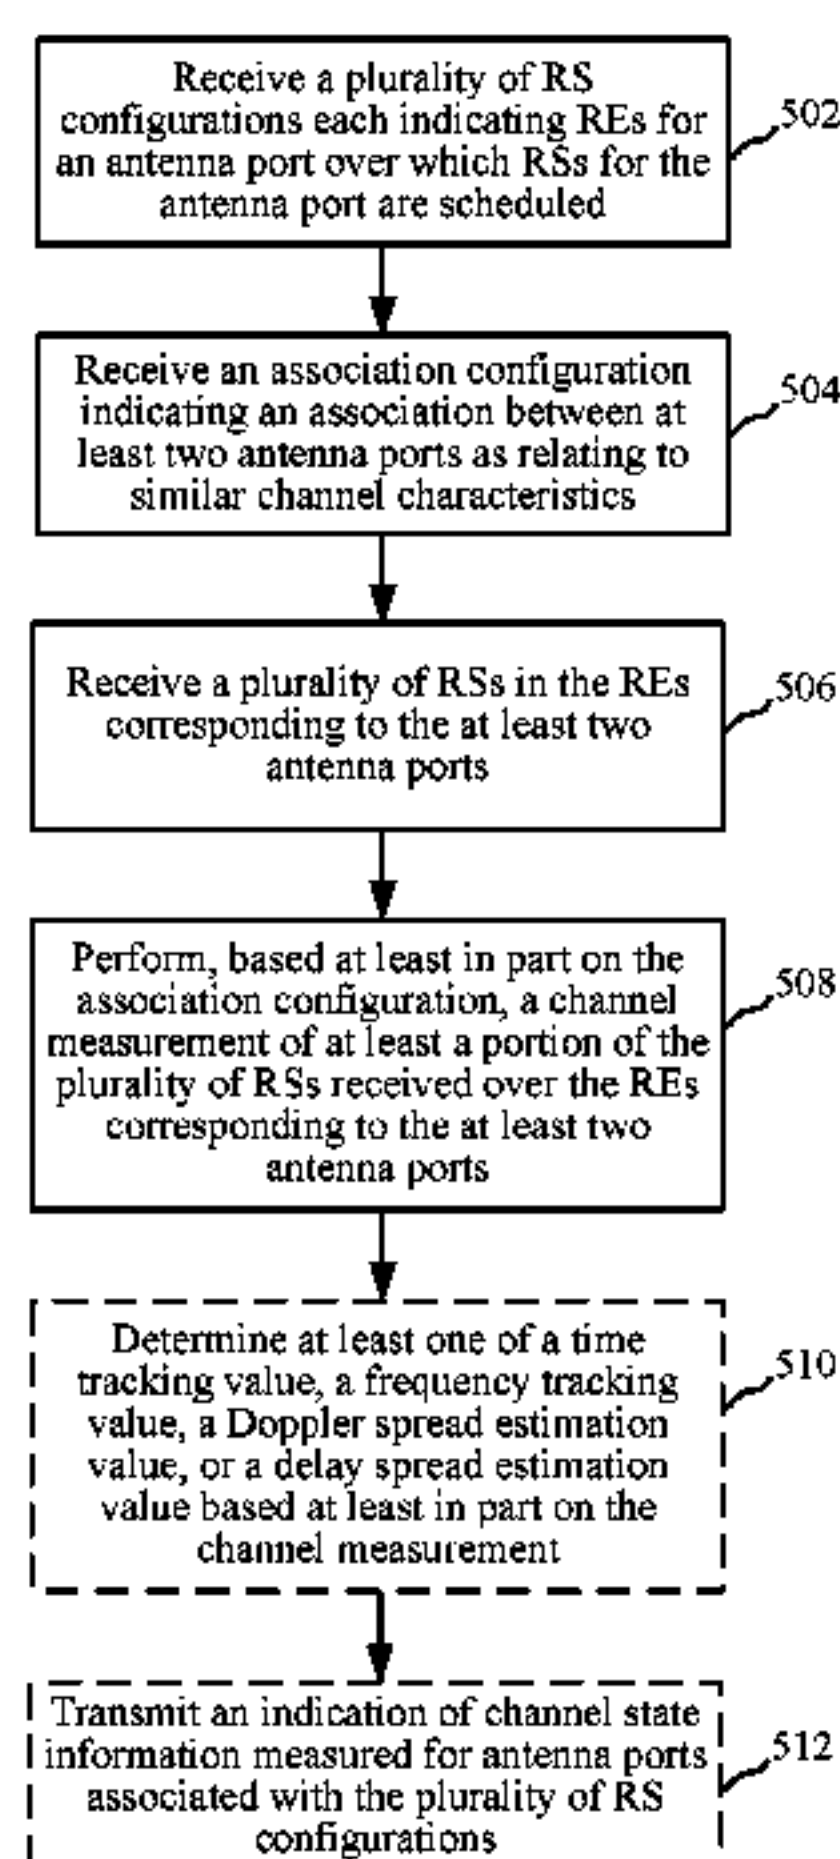 Receive a plurality of RS
configurations each indicating REs for
an antenna port over which RSs for the
antenna port are scheduled
502
Receive an association configuration
indicating an association between at
least two antenna ports as relating to
similar channel characteristics
504
Receive a plurality of RSs in the REs
corresponding to the at least two
antenna ports
506
Perform, based at least in part on the
association configuration, a channel
measurement of at least a portion of the
plurality of RSs received over the REs
corresponding to the at least two
antenna ports
508
Determine at least one of a time
tracking value, a frequency tracking
value, a Doppler spread estimation
value, or a delay spread estimation
value based at least in part on the
channel measurement
510
Transmit an indication of channel state
information measured for antenna ports
associated with the plurality of RS
configurations
512